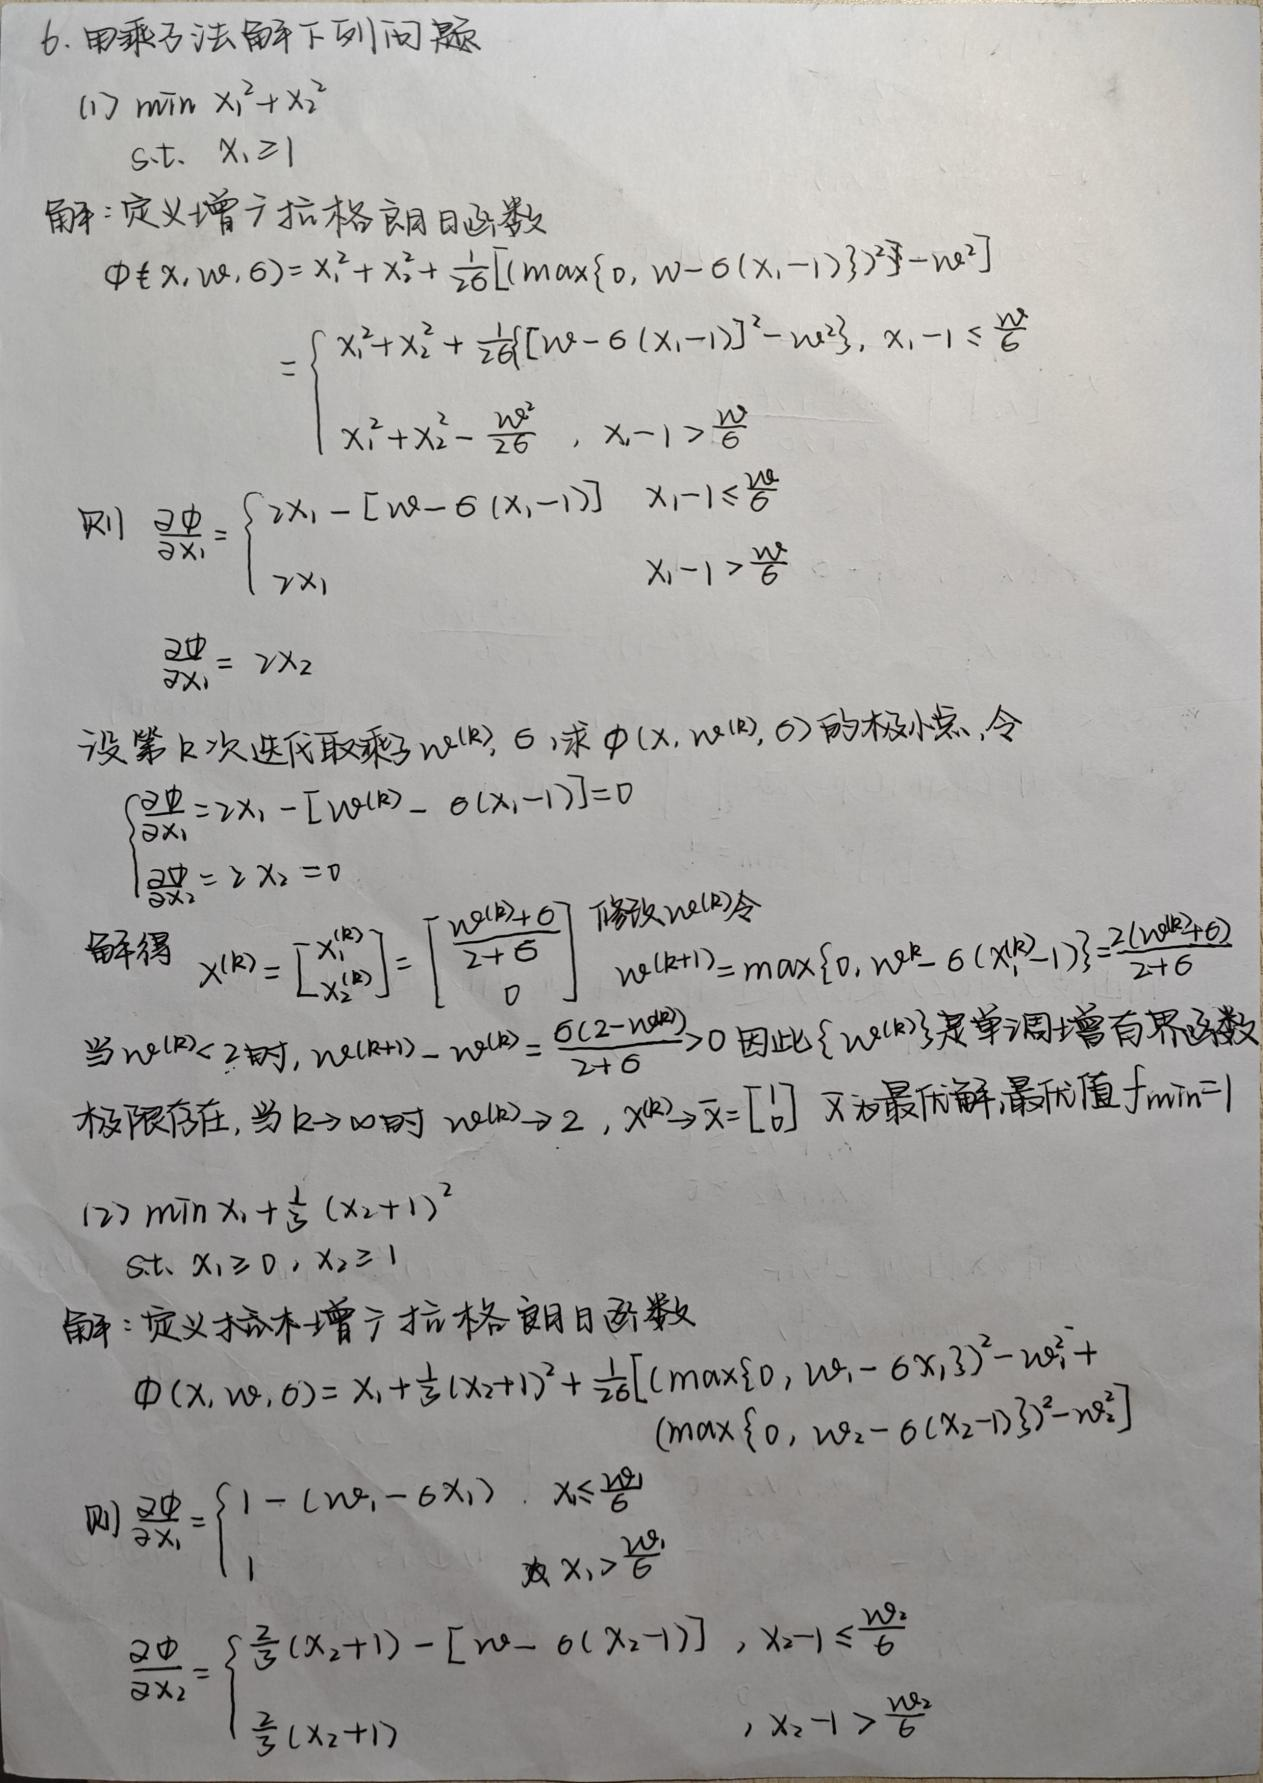 6. 用乘子法解下列问题
(1) min x₁²+x₂²
s.t. x₁≥1
解:定义增广拉格朗日函数
Φ(x,w,σ)=x₁²+x₂²+1/2σ[(max{0, w-σ(x₁-1)})²-w²]
={ x₁²+x₂²+1/2σ{[w-σ(x₁-1)]²-w²}, x₁-1≤w/σ
x₁²+x₂²-w²/2σ , x₁-1>w/σ
则 ∂Φ/∂x₁={ 2x₁-[w-σ(x₁-1)] x₁-1≤w/σ
2x₁ x₁-1>w/σ
∂Φ/∂x₁=2x₂
设第k次迭代取乘子w^(k), σ,求Φ(x,w^(k),σ)的极小点,令
{ ∂Φ/∂x₁=2x₁-[w^(k)-σ(x₁-1)]=0
∂Φ/∂x₂=2x₂=0
解得 x^(k)=[x₁^(k) x₂^(k)]=[(w^(k)+σ)/(2+σ) 0] 修改w^(k)令
w^(k+1)=max{0, w^k-σ(x₁^(k)-1)}=2(w^(k)+σ)/(2+σ)
当w^(k)<2时, w^(k+1)-w^(k)=σ(2-w^(k))/(2+σ)>0 因此{w^(k)}是单调增有界函数
极限存在,当k→∞时 w^(k)→2, x^(k)→x̄=[1 0] x̄为最优解,最优值fmin=1
(2) min x₁+1/3(x₂+1)²
s.t. x₁≥0, x₂≥1
解:定义增广拉格朗日函数
Φ(x,w,σ)=x₁+1/3(x₂+1)²+1/2σ[(max{0, w₁-σx₁})²-w₁²+
(max{0, w₂-σ(x₂-1)})²-w₂²]
则 ∂Φ/∂x₁={ 1-(w₁-σx₁) , x₁≤w₁/σ
1 x₁>w₁/σ
∂Φ/∂x₂={ 2/3(x₂+1)-[w-σ(x₂-1)] , x₂-1≤w₂/σ
2/3(x₂+1) , x₂-1>w₂/σ